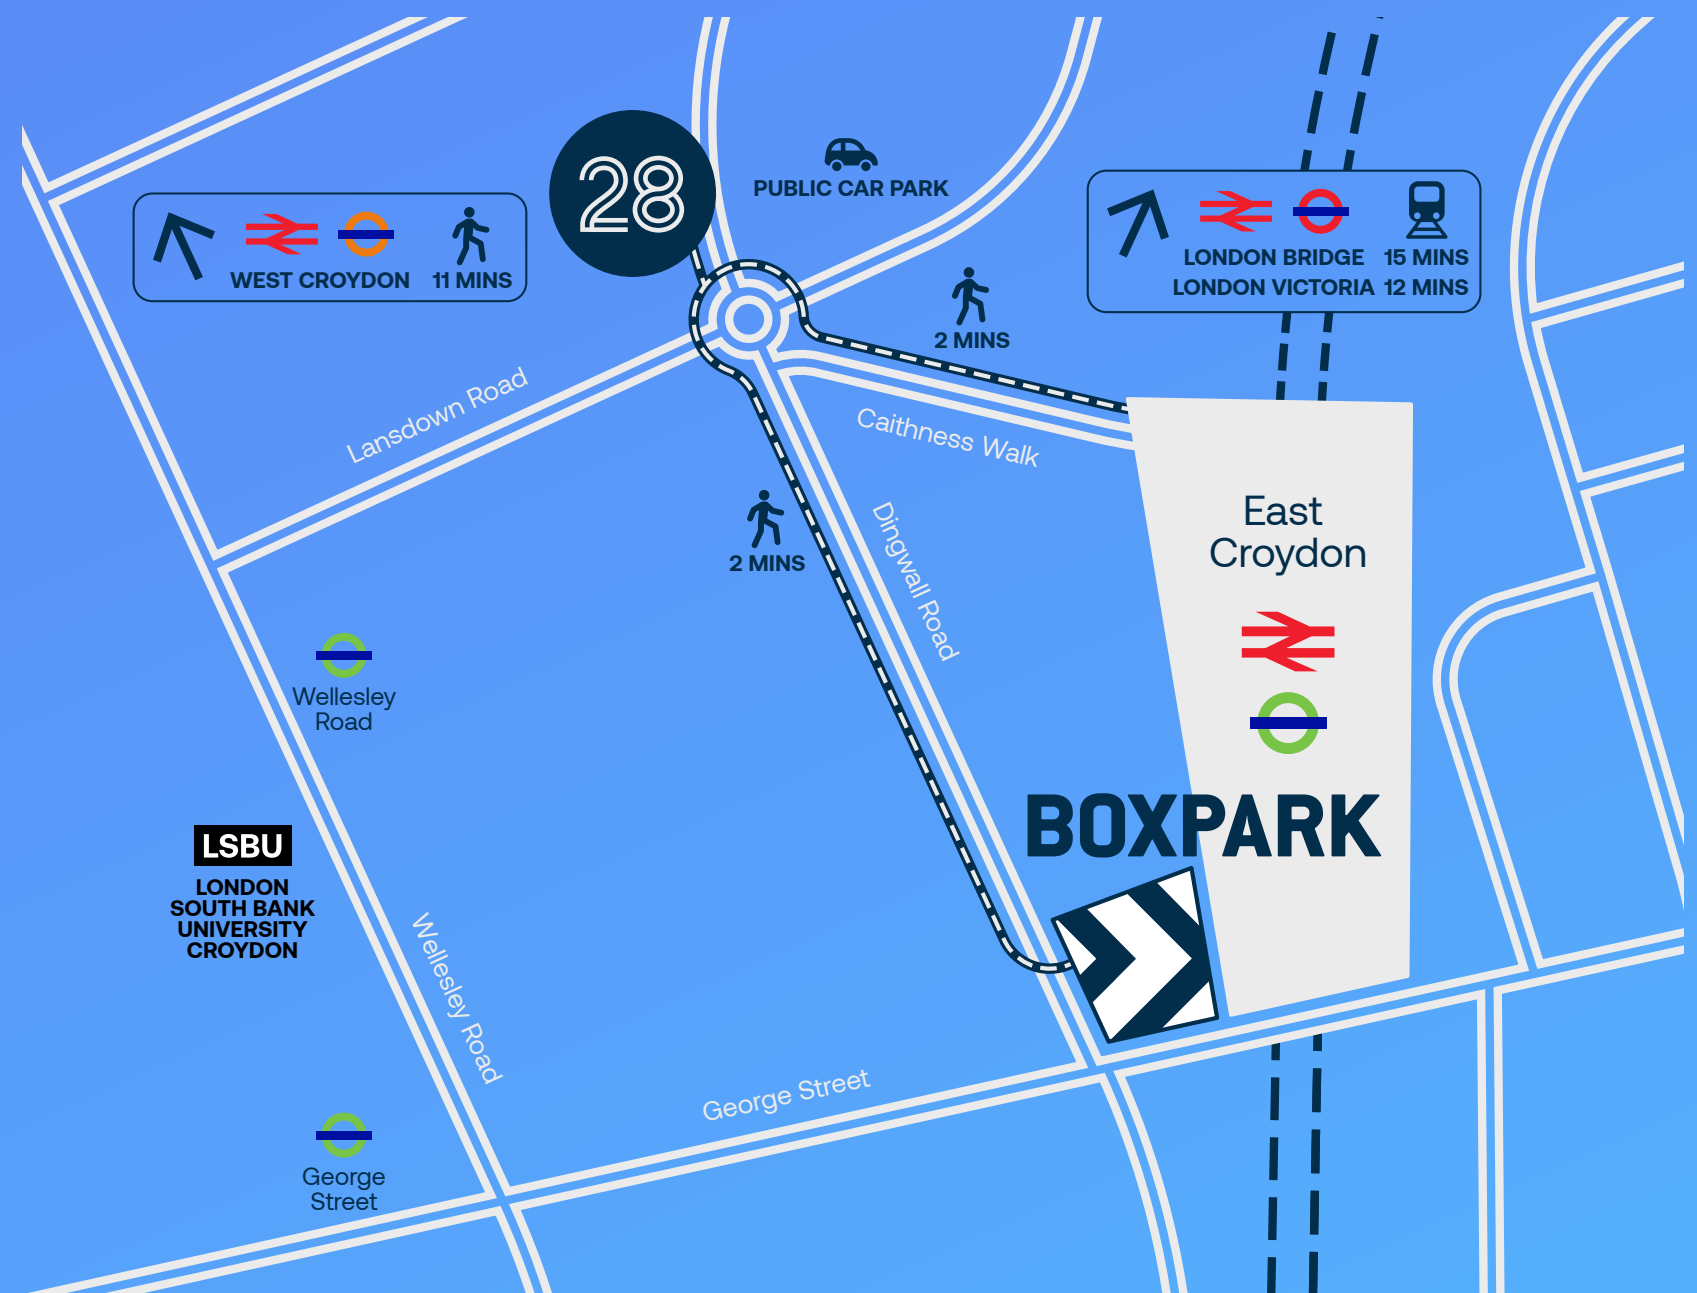 28
PUBLIC CAR PARK
WEST CROYDON 11 MINS
LONDON BRIDGE 15 MINS
LONDON VICTORIA 12 MINS
2 MINS
Lansdown Road
Caithness Walk
East
Croydon
Dingwall Road
2 MINS
Wellesley
Road
BOXPARK
LSBU
LONDON
SOUTH BANK
UNIVERSITY
CROYDON
Wellesley Road
George Street
George
Street